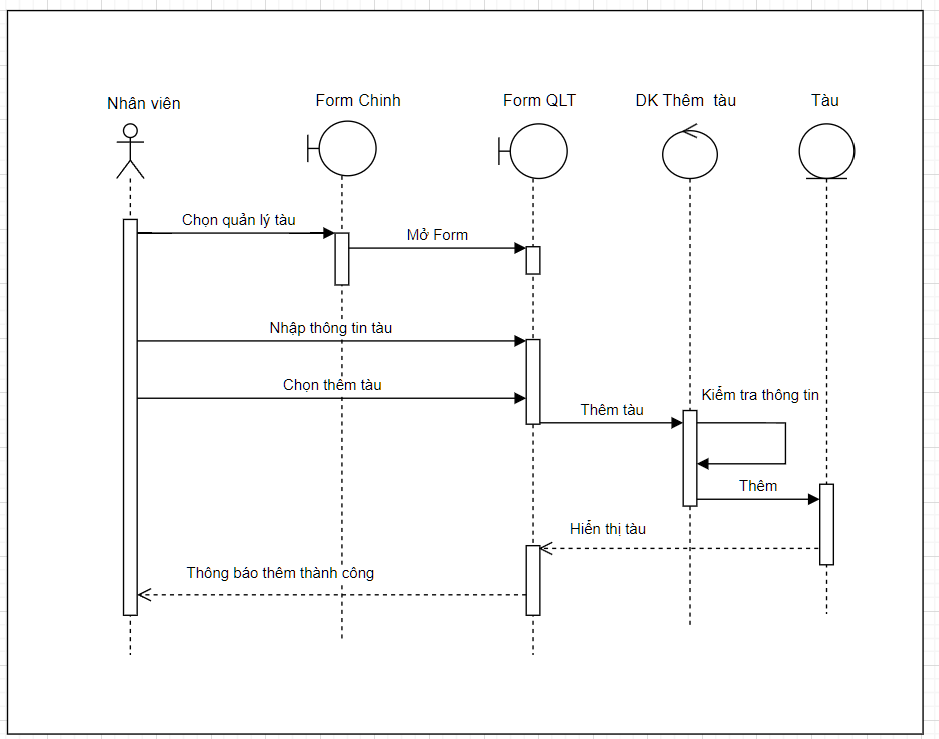 Nhân viên
Form Chinh
Form QLT
DK Thêm tàu
Tàu
Chọn quản lý tàu
Mở Form
Nhập thông tin tàu
Chọn thêm tàu
Kiểm tra thông tin
Thêm tàu
Thêm
Hiển thị tàu
Thông báo thêm thành công